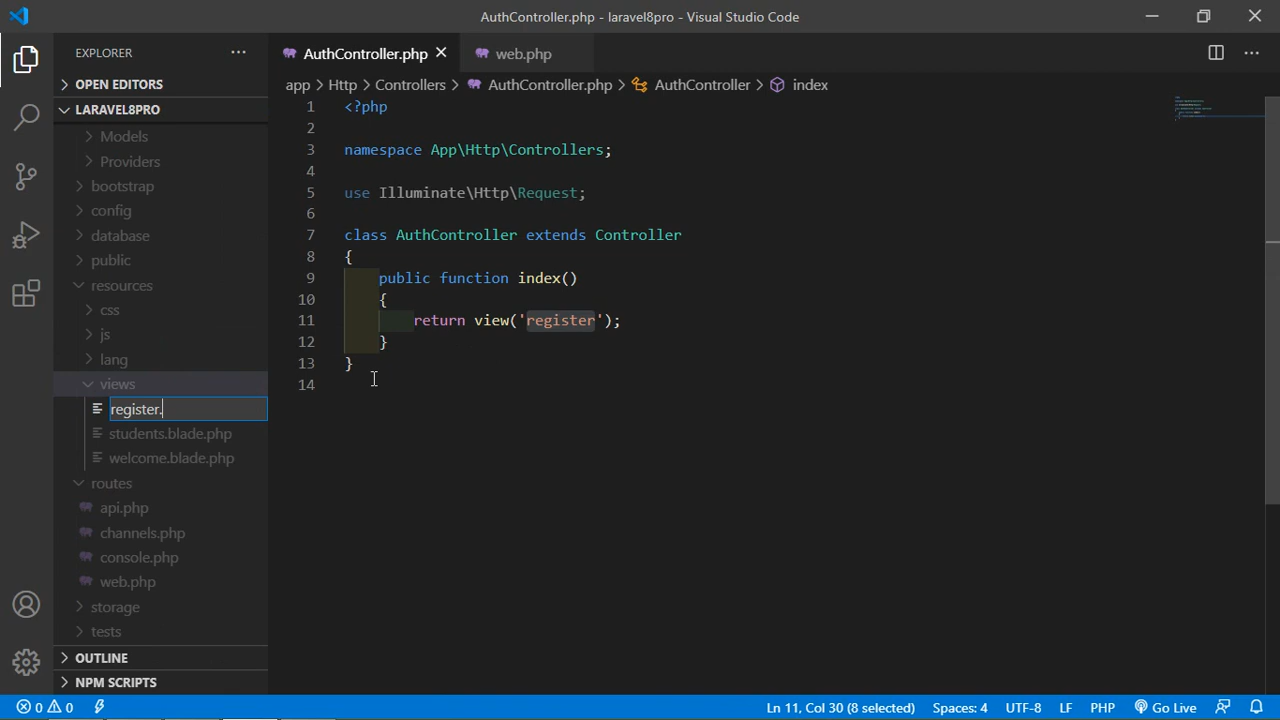 AuthController.php - laravel8pro - Visual Studio Code
EXPLORER
OPEN EDITORS
LARAVEL8PRO
Models
Providers
bootstrap
config
database
public
resources
css
js
lang
views
register.
students.blade.php
welcome.blade.php
routes
api.php
channels.php
console.php
web.php
storage
tests
OUTLINE
NPM SCRIPTS
AuthController.php web.php
app > Http > Controllers > AuthController.php > AuthController > index
1 <?php
2
3 namespace App\Http\Controllers;
4
5 use Illuminate\Http\Request;
6
7 class AuthController extends Controller
8 {
9 public function index()
10 {
11 return view('register');
12 }
13 }
14
0 0 Ln 11, Col 30 (8 selected) Spaces: 4 UTF-8 LF PHP Go Live